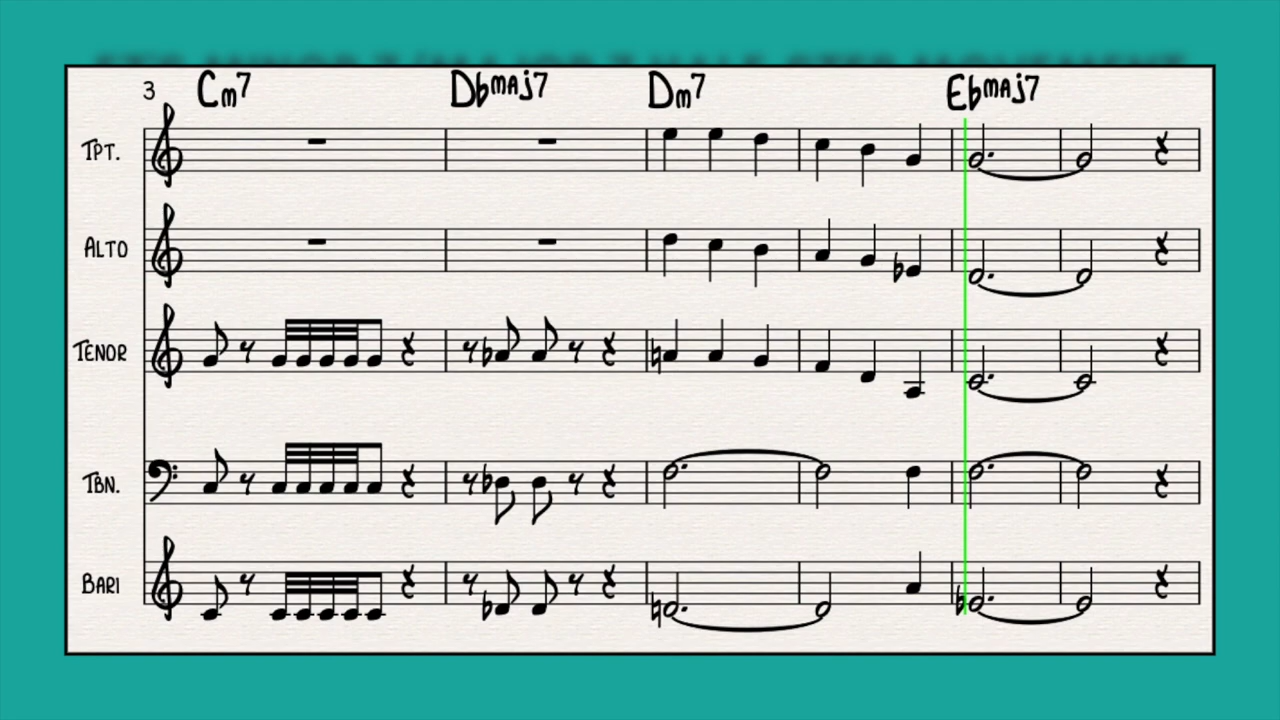 3 Cm7 Dbmaj7 Dm7 Ebmaj7
Tpt.
Alto
Tenor
Tbn.
Bari